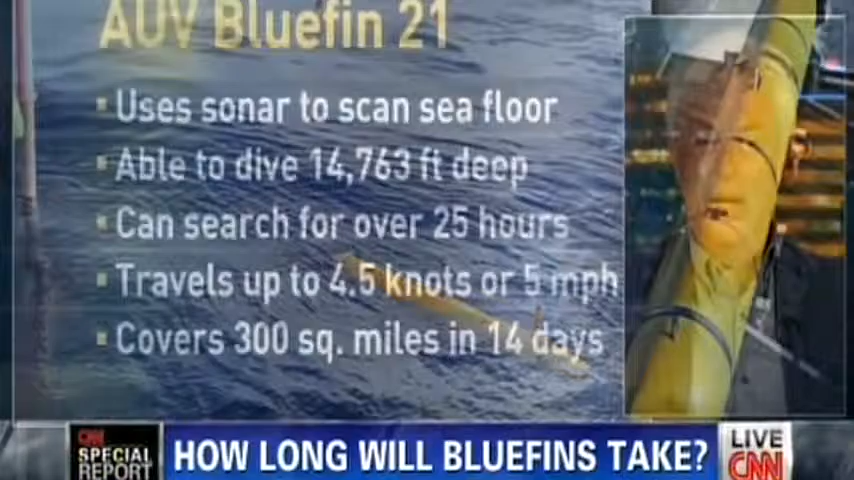 AUV Bluefin 21
Uses sonar to scan sea floor
Able to dive 14,763 ft deep
Can search for over 25 hours
Travels up to 4.5 knots or 5 mph
Covers 300 sq. miles in 14 days
CNN
SPECIAL
REPORT
HOW LONG WILL BLUEFINS TAKE?
LIVE
CNN